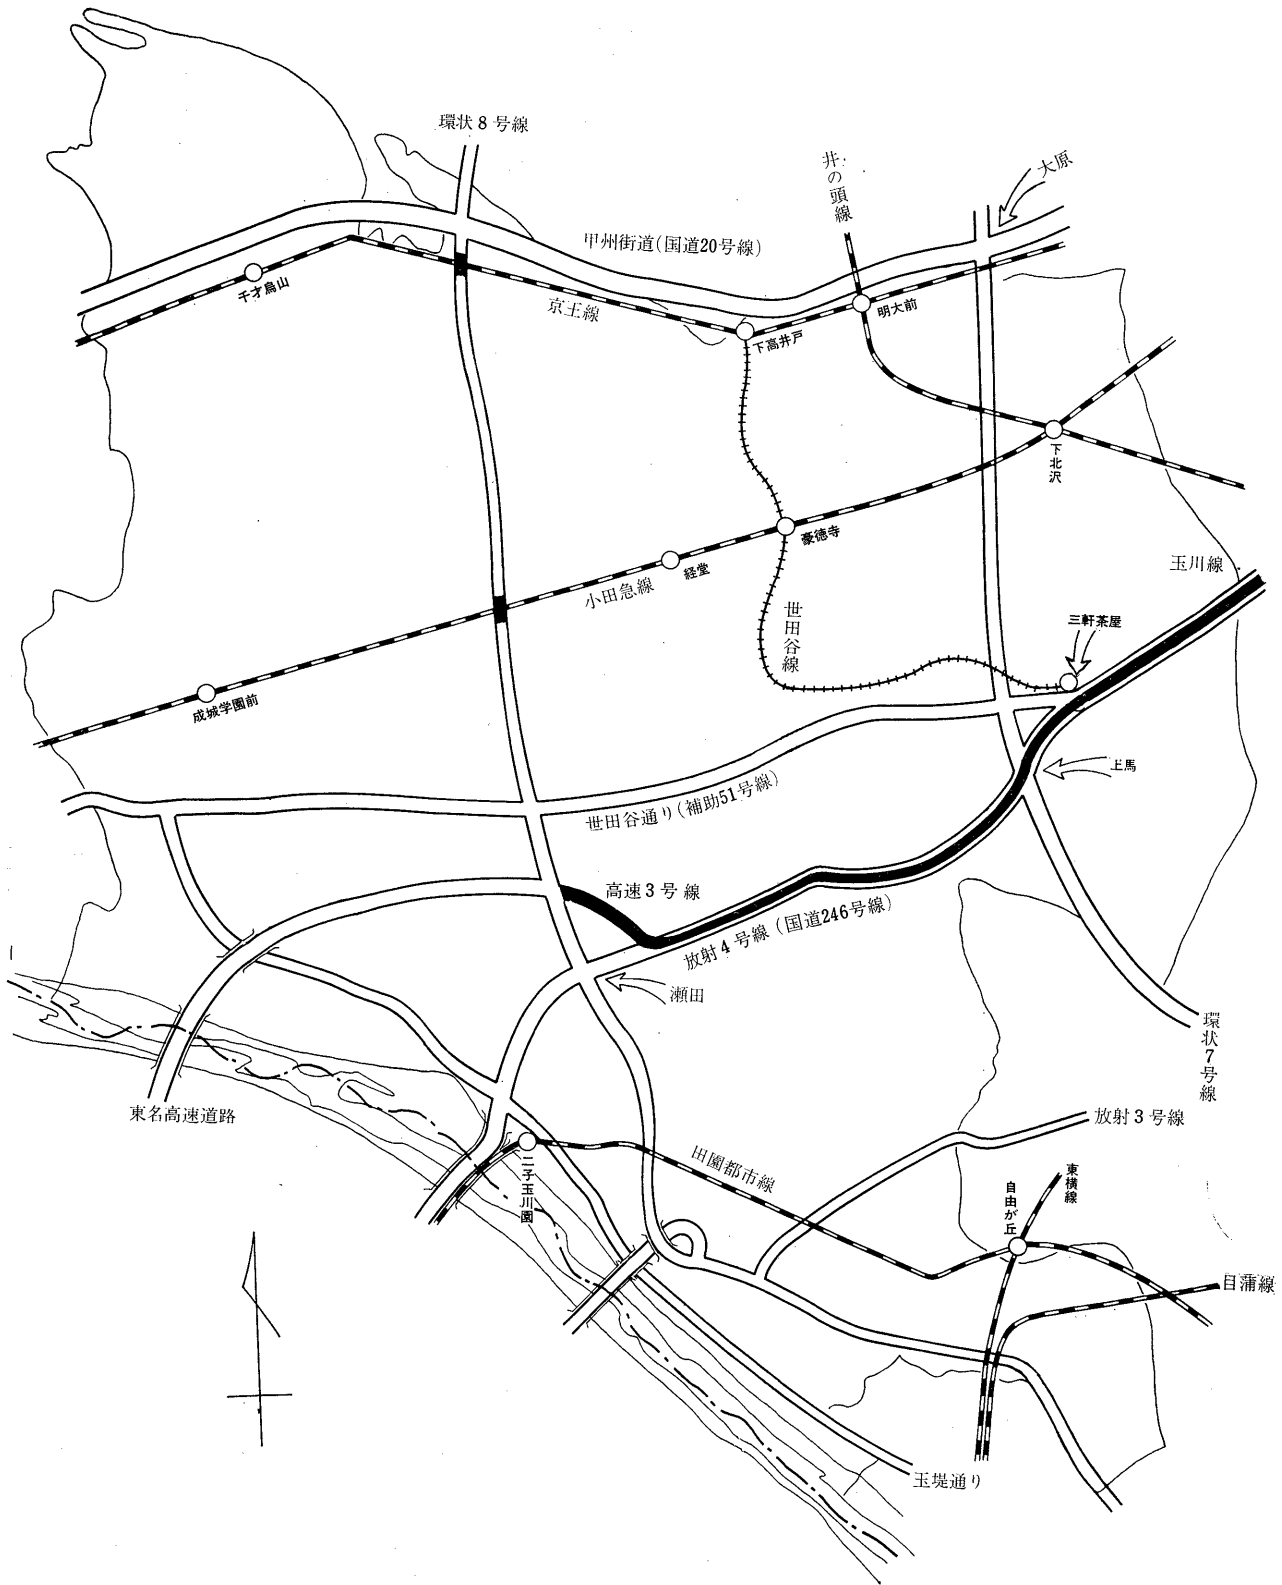 環状8号線
大原
井の頭線
甲州街道(国道20号線)
千才烏山
京王線
明大前
下高井戸
下北沢
豪徳寺
玉川線
経堂
小田急線
世田谷線
三軒茶屋
成城学園前
上馬
世田谷通り(補助51号線)
高速3号線
放射4号線(国道246号線)
瀬田
環状7号線
東名高速道路
放射3号線
田園都市線
二子玉川園
東横線
自由が丘
目蒲線
玉堤通り